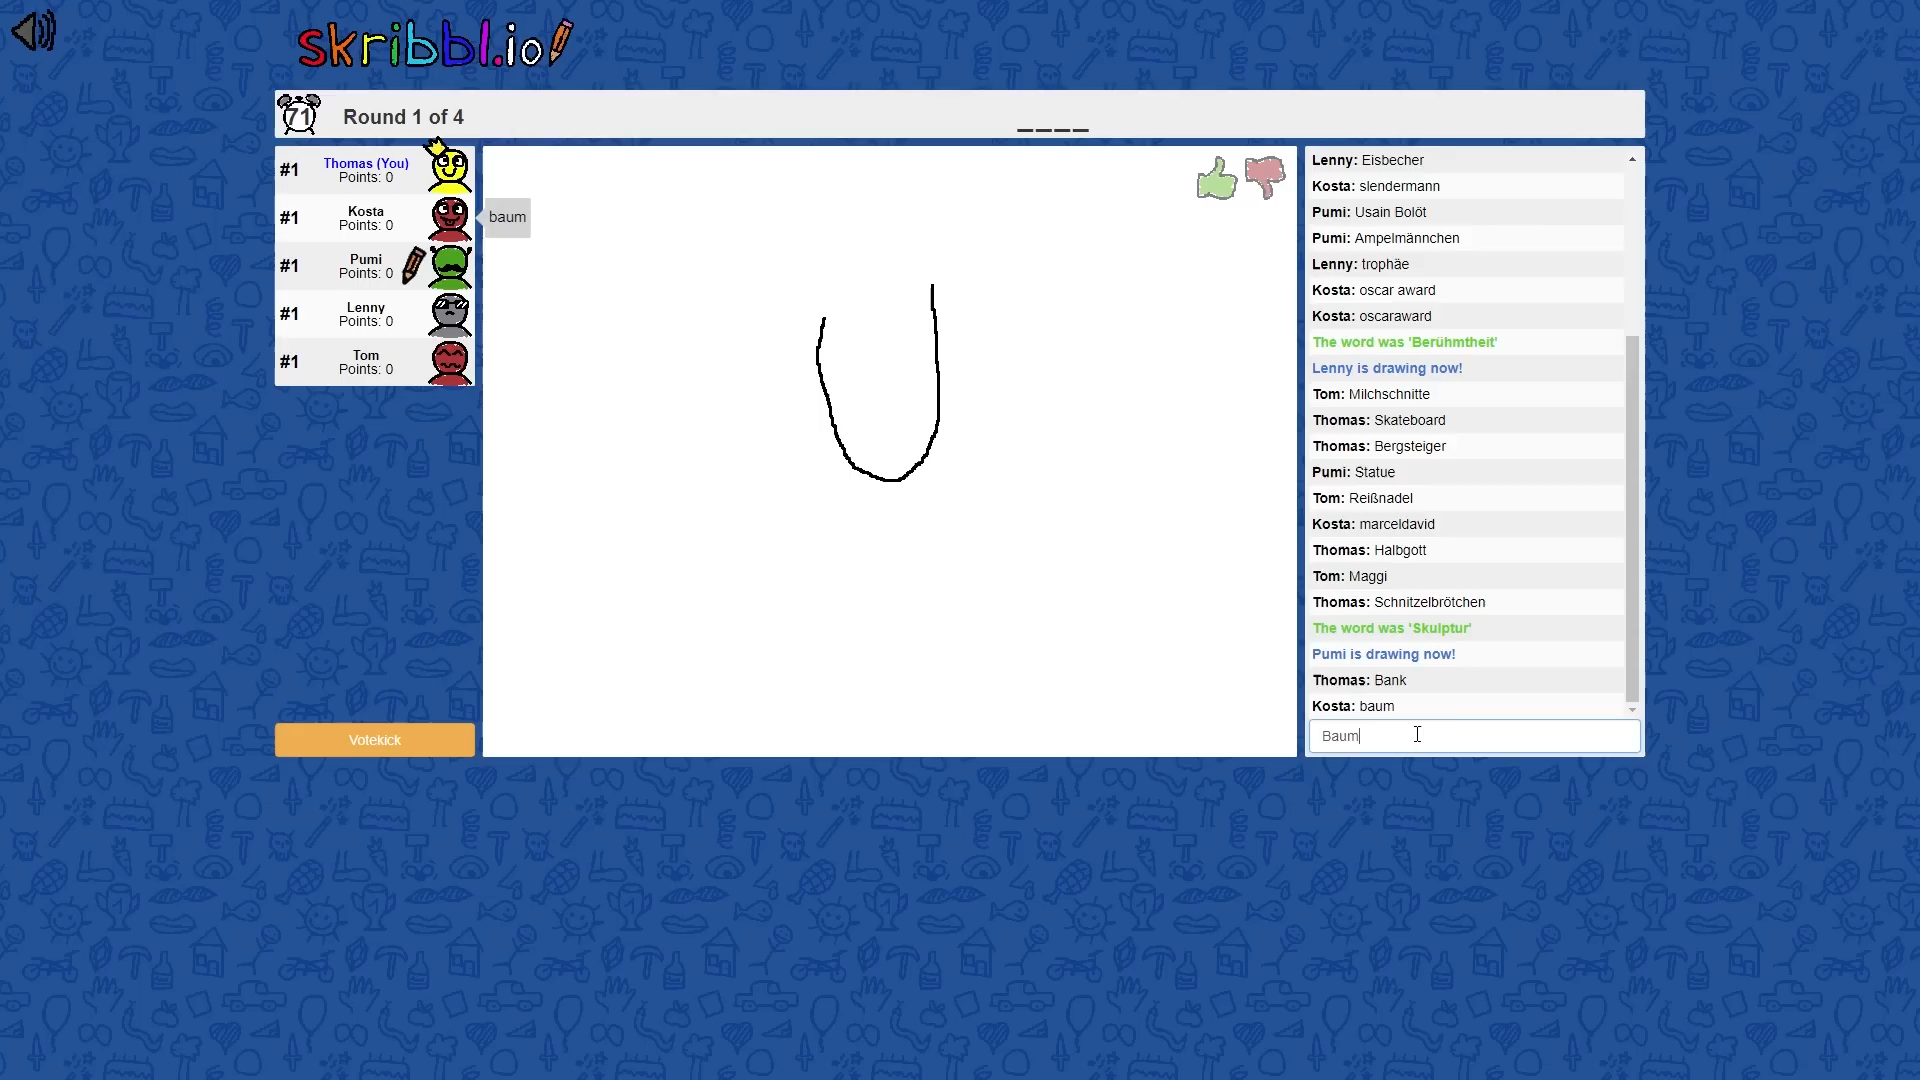 skribbl.io
71
Round 1 of 4
____
#1 Thomas (You)
Points: 0
#1 Kosta
Points: 0
baum
#1 Pumi
Points: 0
#1 Lenny
Points: 0
#1 Tom
Points: 0
Votekick
Lenny: Eisbecher
Kosta: slendermann
Pumi: Usain Bolöt
Pumi: Ampelmännchen
Lenny: trophäe
Kosta: oscar award
Kosta: oscaraward
The word was 'Berühmtheit'
Lenny is drawing now!
Tom: Milchschnitte
Thomas: Skateboard
Thomas: Bergsteiger
Pumi: Statue
Tom: Reißnadel
Kosta: marceldavid
Thomas: Halbgott
Tom: Maggi
Thomas: Schnitzelbrötchen
The word was 'Skulptur'
Pumi is drawing now!
Thomas: Bank
Kosta: baum
Baum